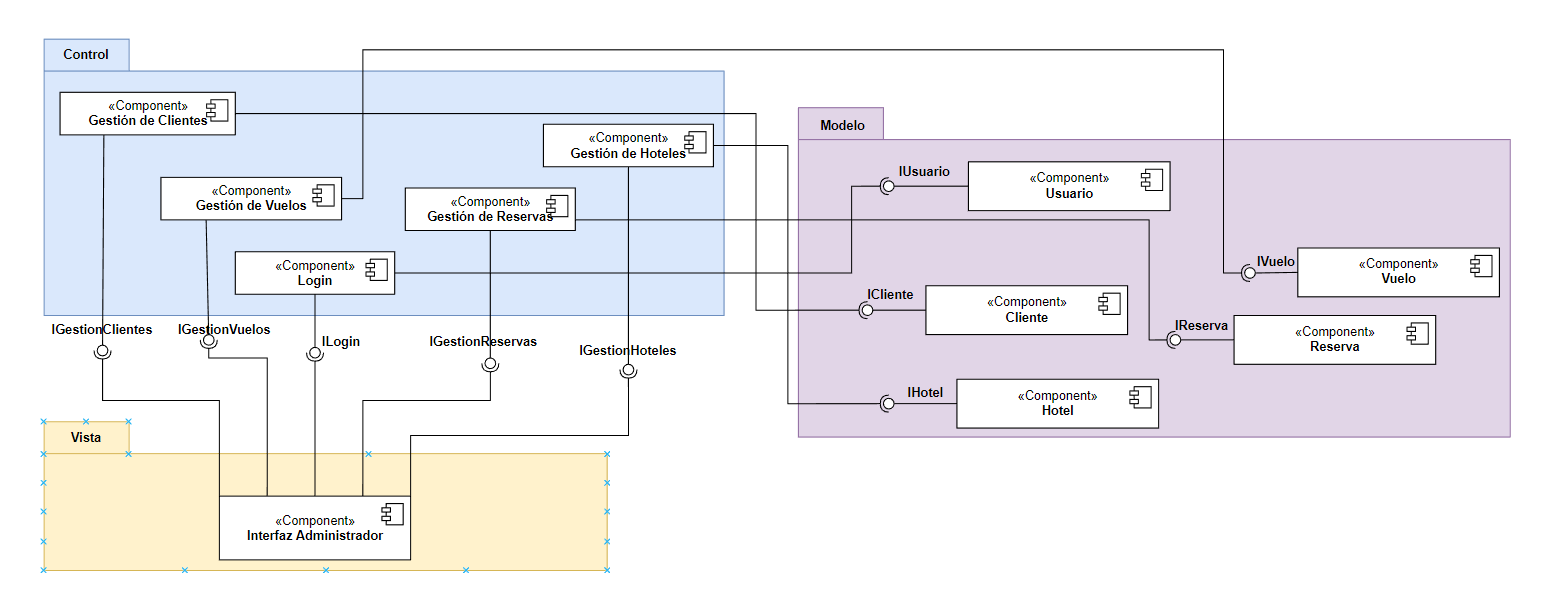 Control
«Component»
Gestión de Clientes
«Component»
Gestión de Hoteles
«Component»
Gestión de Vuelos
«Component»
Gestión de Reservas
«Component»
Login
Modelo
IUsuario
«Component»
Usuario
IVuelo
«Component»
Vuelo
ICliente
«Component»
Cliente
IReserva
«Component»
Reserva
IHotel
«Component»
Hotel
IGestionClientes
IGestionVuelos
ILogin
IGestionReservas
IGestionHoteles
Vista
«Component»
Interfaz Administrador